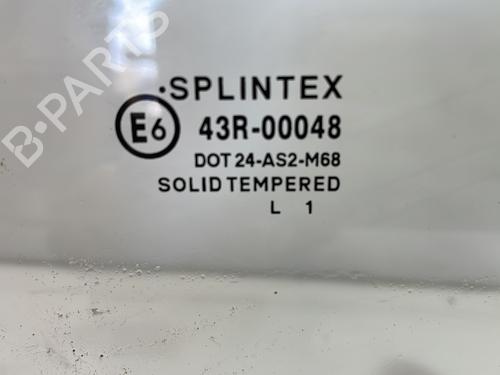 ·SPLINTEX
E6 43R-00048
DOT 24-AS2-M68
SOLID TEMPERED
L 1
B-PARTS